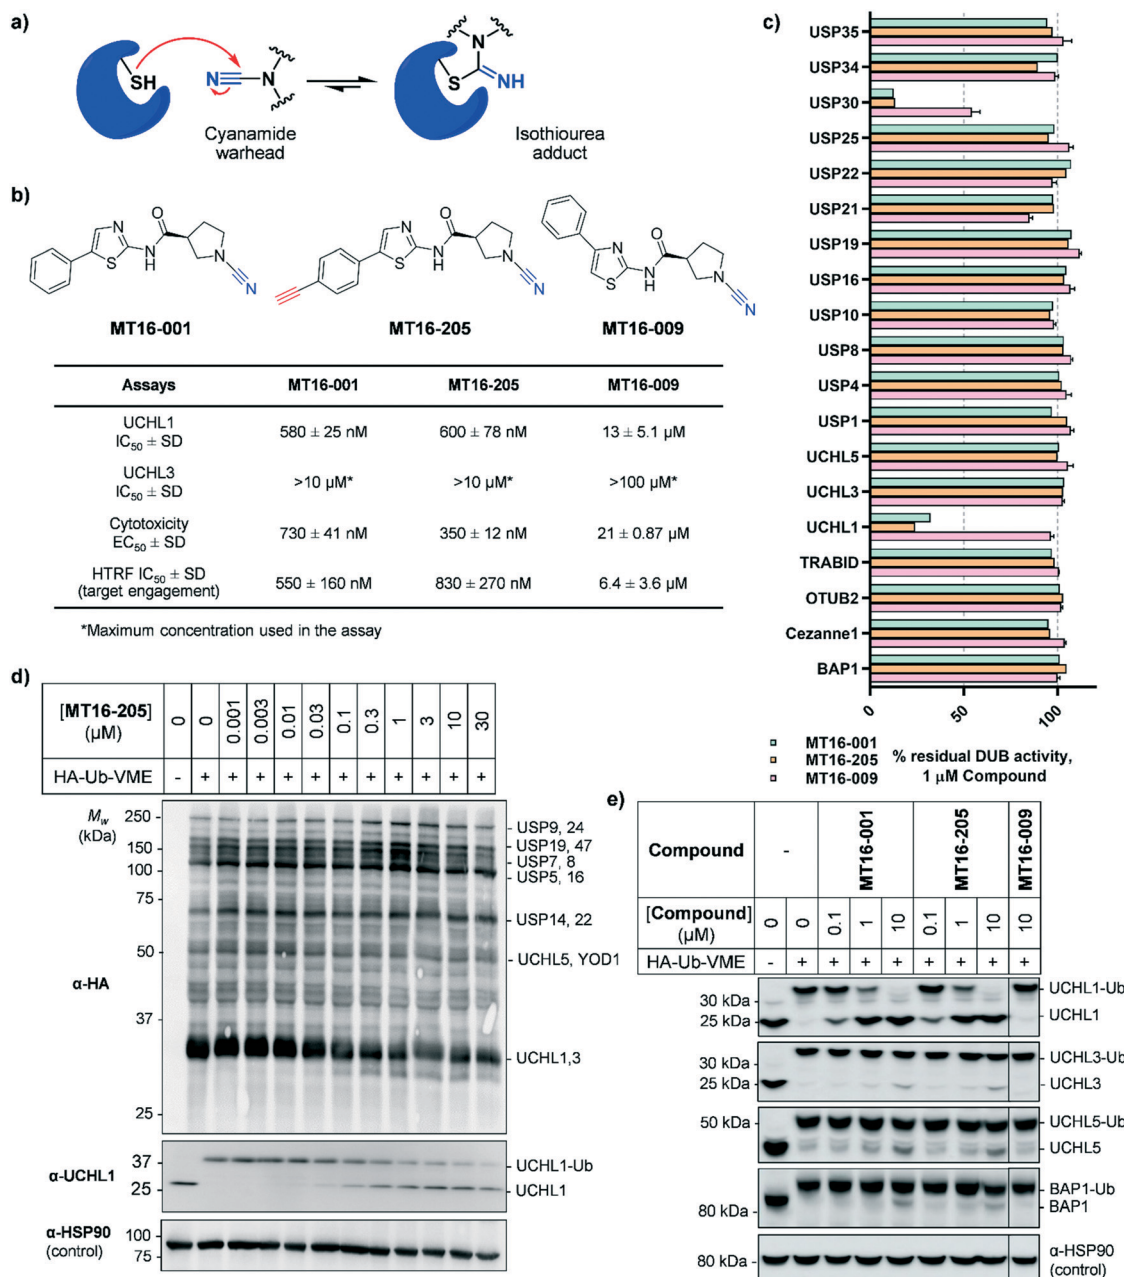 a)
SH
N
N
Cyanamide
warhead
N
S
NH
Isothiourea
adduct
b)
O
N
S
N
H
N
N
MT16-001
O
N
S
N
H
N
N
MT16-205
N
S
NH
O
N
N
MT16-009
Assays MT16-001 MT16-205 MT16-009
UCHL1
IC50 ± SD 580 ± 25 nM 600 ± 78 nM 13 ± 5.1 µM
UCHL3
IC50 ± SD >10 µM* >10 µM* >100 µM*
Cytotoxicity
EC50 ± SD 730 ± 41 nM 350 ± 12 nM 21 ± 0.87 µM
HTRF IC50 ± SD
(target engagement) 550 ± 160 nM 830 ± 270 nM 6.4 ± 3.6 µM
*Maximum concentration used in the assay
c)
USP35
USP34
USP30
USP25
USP22
USP21
USP19
USP16
USP10
USP8
USP4
USP1
UCHL5
UCHL3
UCHL1
TRABID
OTUB2
Cezanne1
BAP1
0 50 100
MT16-001
MT16-205
MT16-009
% residual DUB activity,
1 µM Compound
d)
[MT16-205]
(µM)
0 0 0.001 0.003 0.01 0.03 0.1 0.3 1 3 10 30
HA-Ub-VME - + + + + + + + + + + +
Mw
(kDa)
250
150
100
75
50
37
25
α-HA
USP9, 24
USP19, 47
USP7, 8
USP5, 16
USP14, 22
UCHL5, YOD1
UCHL1,3
α-UCHL1
37
25
UCHL1-Ub
UCHL1
α-HSP90
(control)
100
75
e)
Compound - MT16-001 MT16-205 MT16-009
[Compound]
(µM)
0 0 0.1 1 10 0.1 1 10 10
HA-Ub-VME - + + + + + + + +
30 kDa
25 kDa
UCHL1-Ub
UCHL1
30 kDa
25 kDa
UCHL3-Ub
UCHL3
50 kDa
UCHL5-Ub
UCHL5
80 kDa
BAP1-Ub
BAP1
80 kDa
α-HSP90
(control)